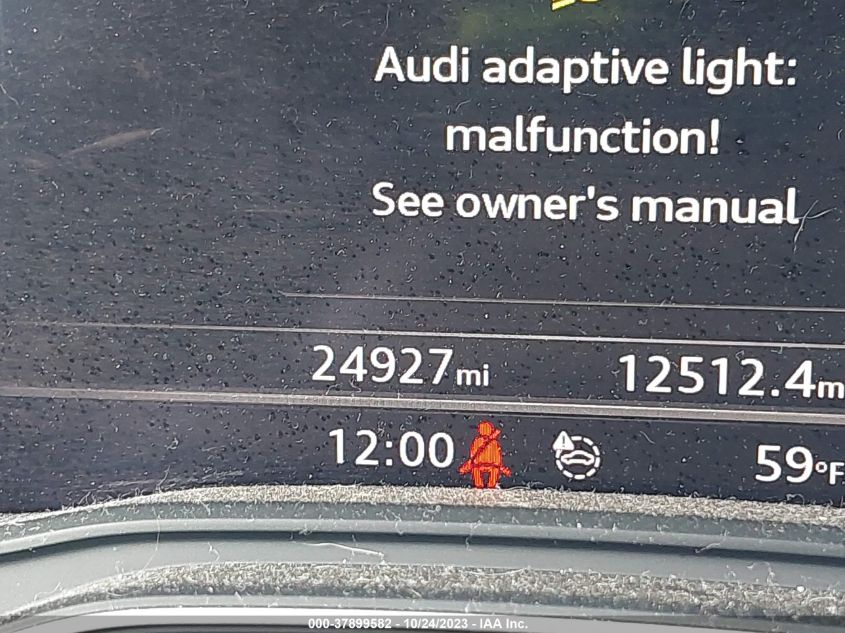 Audi adaptive light:
malfunction!
See owner's manual
24927mi 12512.4m
12:00 59°F
000-37899582 - 10/24/2023 - IAA Inc.